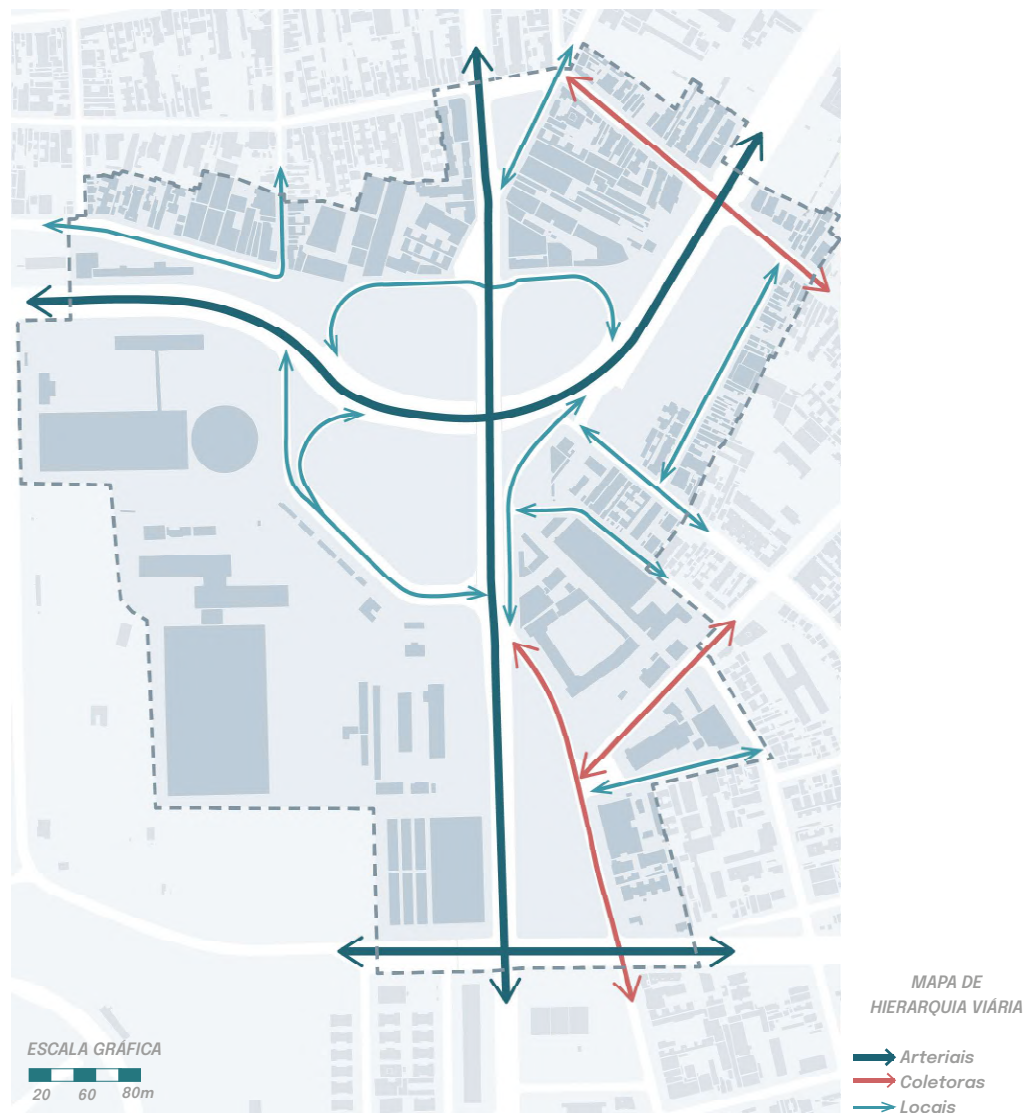 MAPA DE
HIERARQUIA VIÁRIA
ESCALA GRÁFICA
20 60 80m
Arteriais
Coletoras
Locais